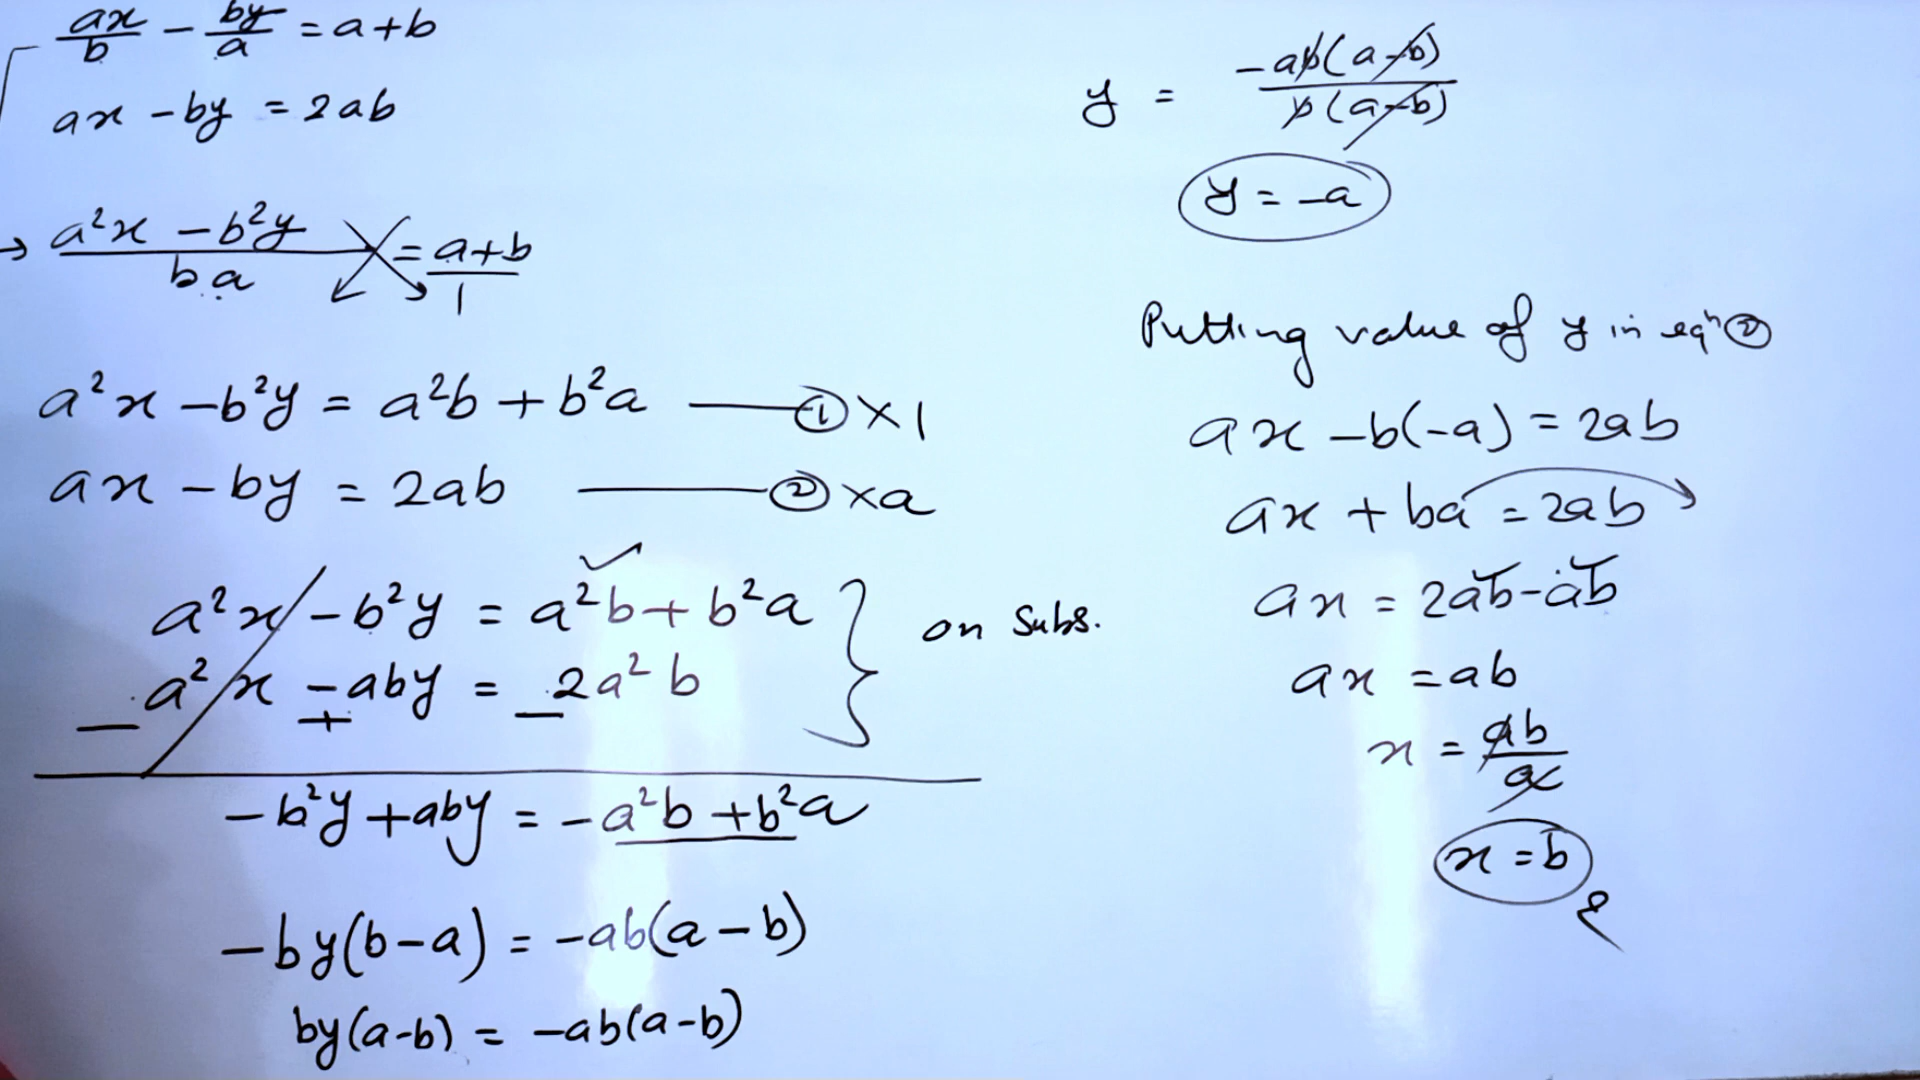 ax/b - by/a = a+b
ax - by = 2ab
→ (a²x - b²y)/ba = (a+b)/1
a²x - b²y = a²b + b²a —— ① × 1
ax - by = 2ab —— ② × a
a²x - b²y = a²b + b²a } on Subs.
a²x - aby = 2a²b
— + —
-b²y + aby = -a²b + b²a
-by(b-a) = -ab(a-b)
by(a-b) = -ab(a-b)
y = -ab(a-b)/b(a-b)
y = -a
Putting value of y in eqⁿ ②
ax - b(-a) = 2ab
ax + ba = 2ab
ax = 2ab - ab
ax = ab
x = ab/a
x = b